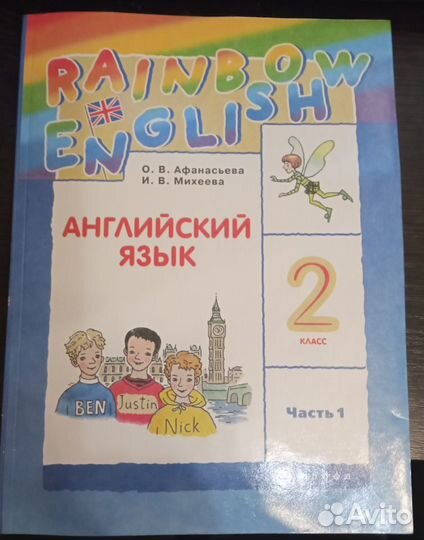 RAINBOW
ENGLISH
О. В. Афанасьева
И. В. Михеева
АНГЛИЙСКИЙ
ЯЗЫК
2
КЛАСС
BEN
Justin
Nick
Часть 1
Avito